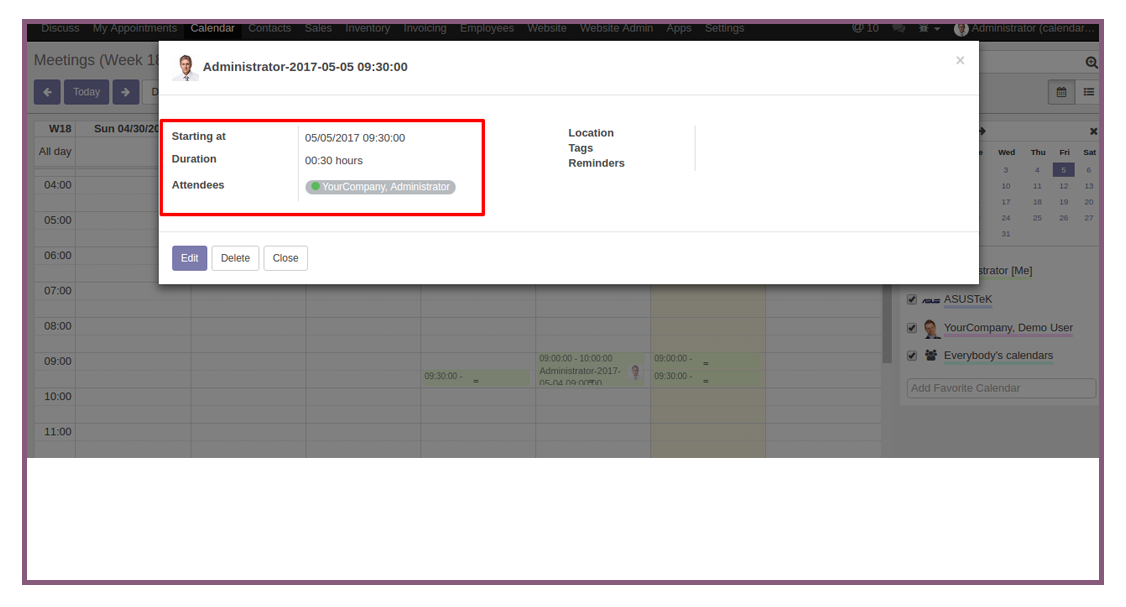 Discuss My Appointments Calendar Contacts Sales Inventory Invoicing Employees Website Website Admin Apps Settings @ 10 Administrator (calendar...
Meetings (Week 18
Administrator-2017-05-05 09:30:00 ×
Today D
Starting at 05/05/2017 09:30:00
Duration 00:30 hours
Attendees YourCompany, Administrator
Location
Tags
Reminders
Edit Delete Close
W18 Sun 04/30/20
All day
04:00
05:00
06:00
07:00
08:00
09:00
10:00
11:00
09:30:00 -
09:00:00 - 10:00:00
Administrator-2017-
05-04 09:00:00
09:00:00 -
09:30:00 -
e Wed Thu Fri Sat
3 4 5 6
10 11 12 13
17 18 19 20
24 25 26 27
31
strator [Me]
ASUS ASUSTeK
YourCompany, Demo User
Everybody's calendars
Add Favorite Calendar